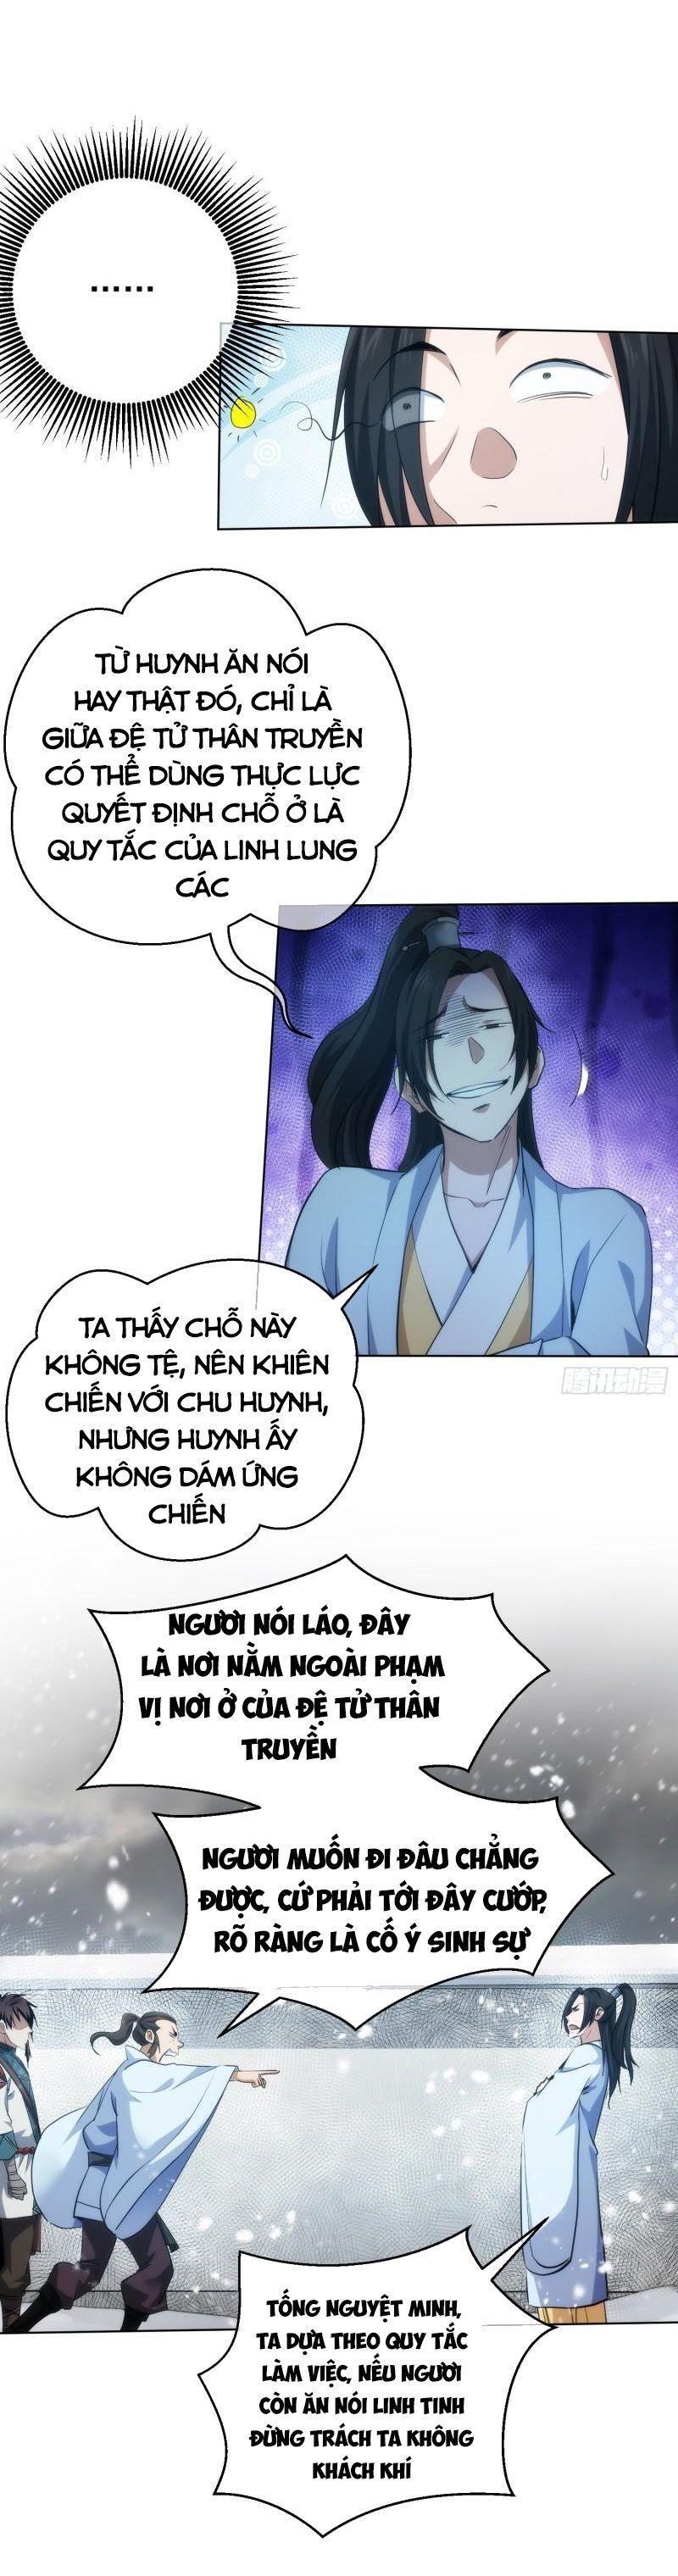 ......
TỪ HUYNH ĂN NÓI
HAY THẬT ĐÓ, CHỈ LÀ
GIỮA ĐỆ TỬ THÂN TRUYỀN
CÓ THỂ DÙNG THỰC LỰC
QUYẾT ĐỊNH CHỖ Ở LÀ
QUY TẮC CỦA LINH LUNG
CÁC
TA THẤY CHỖ NÀY
KHÔNG TỆ, NÊN KHIÊN
CHIẾN VỚI CHU HUYNH,
NHƯNG HUYNH ẤY
KHÔNG DÁM ỨNG
CHIẾN
腾讯动漫
NGƯƠI NÓI LÁO, ĐÂY
LÀ NƠI NẰM NGOÀI PHẠM
VỊ NƠI Ở CỦA ĐỆ TỬ THÂN
TRUYỀN
NGƯƠI MUỐN ĐI ĐÂU CHẲNG
ĐƯỢC, CỨ PHẢI TỚI ĐÂY CƯỚP,
RÕ RÀNG LÀ CỐ Ý SINH SỰ
TỐNG NGUYỆT MINH,
TA DỰA THEO QUY TẮC
LÀM VIỆC, NẾU NGƯƠI
CÒN ĂN NÓI LINH TINH
ĐỪNG TRÁCH TA KHÔNG
KHÁCH KHÍ